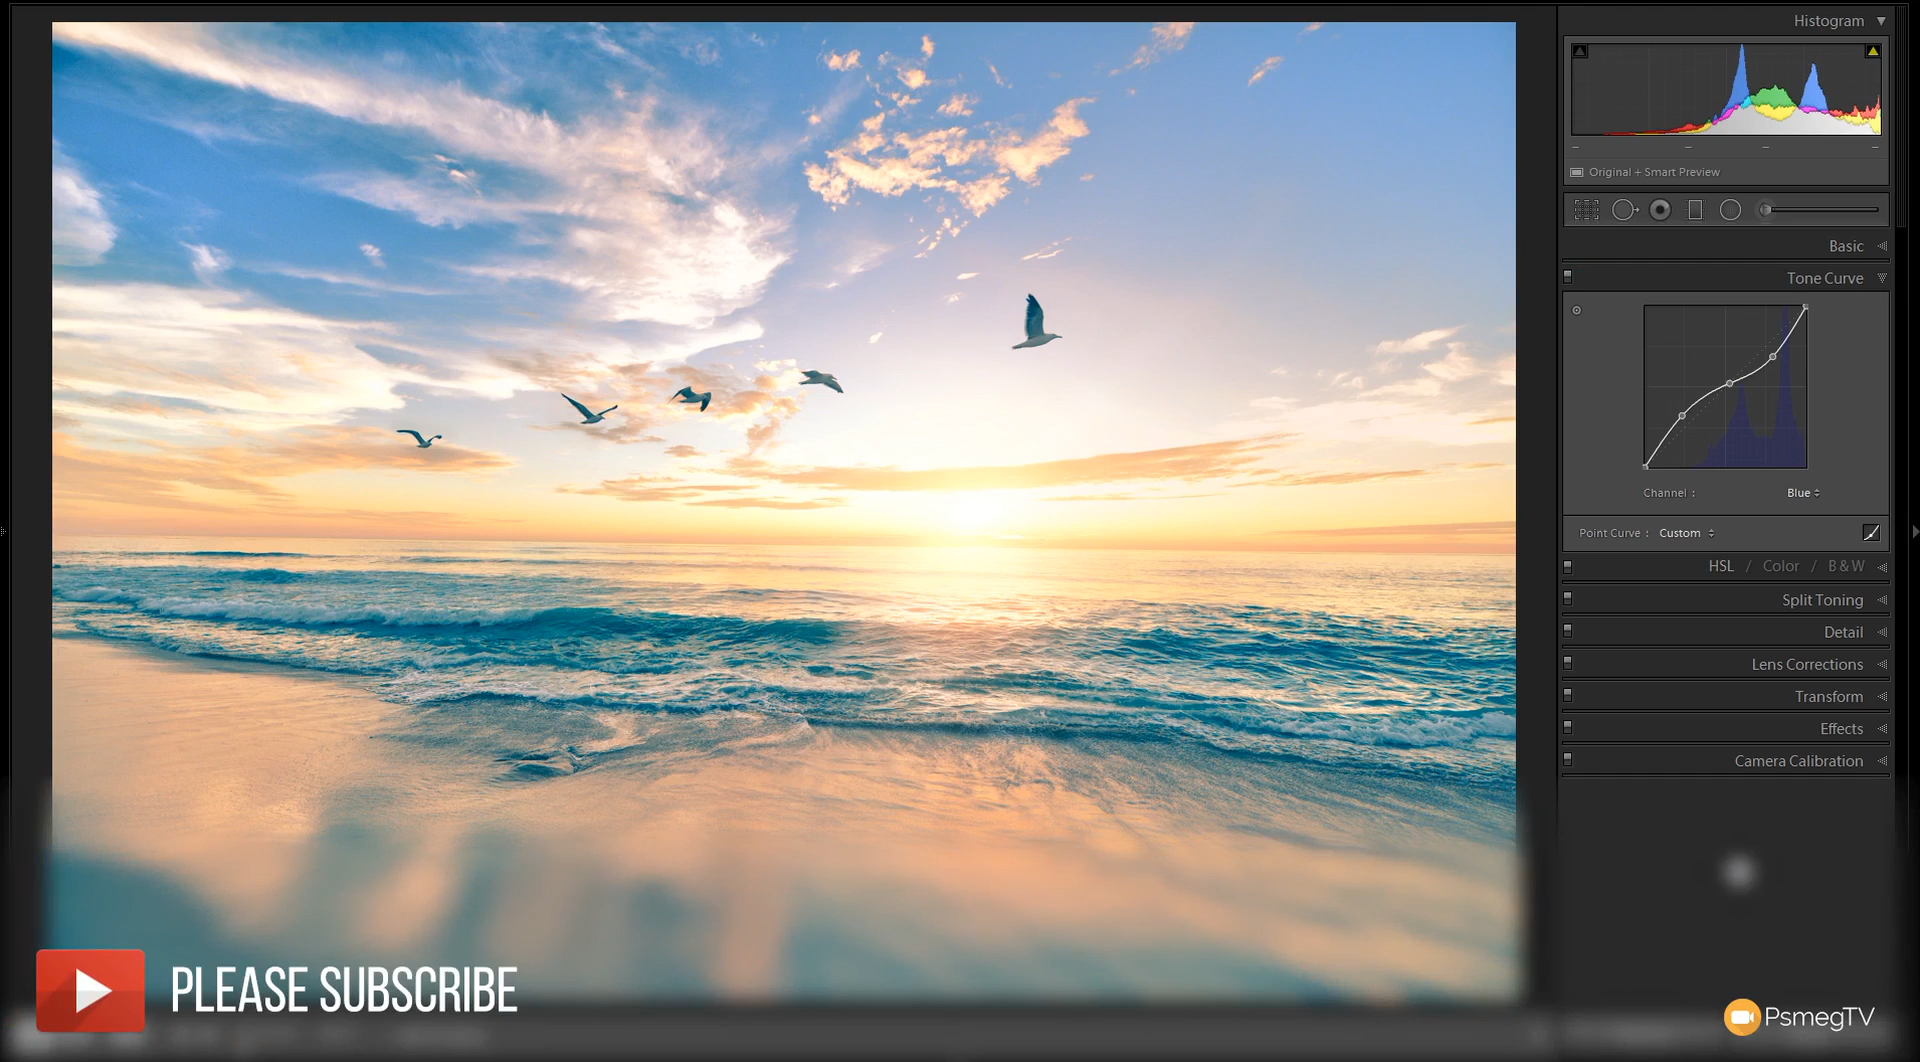 Histogram
Original + Smart Preview
Basic
Tone Curve
Channel : Blue
Point Curve : Custom
HSL / Color / B & W
Split Toning
Detail
Lens Corrections
Transform
Effects
Camera Calibration
PLEASE SUBSCRIBE
PsmegTV